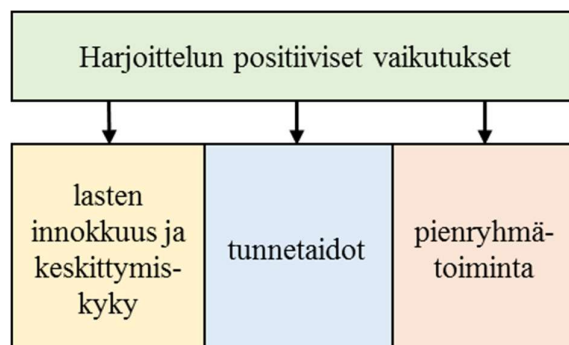 Harjoittelun positiiviset vaikutukset
lasten
innokkuus ja
keskittymis-
kyky
tunnetaidot
pienryhmä-
toiminta